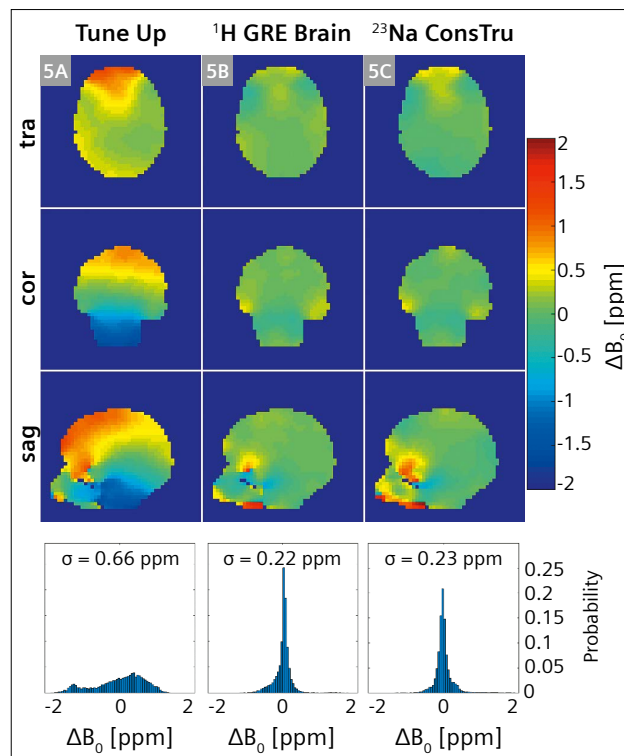 Tune Up
¹H GRE Brain
²³Na ConsTru
5A
5B
5C
tra
cor
sag
2
1.5
1
0.5
0
-0.5
-1
-1.5
-2
ΔB₀ [ppm]
σ = 0.66 ppm
σ = 0.22 ppm
σ = 0.23 ppm
0.25
0.2
0.15
0.1
0.05
0
Probability
-2 0 2
-2 0 2
-2 0 2
ΔB₀ [ppm]
ΔB₀ [ppm]
ΔB₀ [ppm]